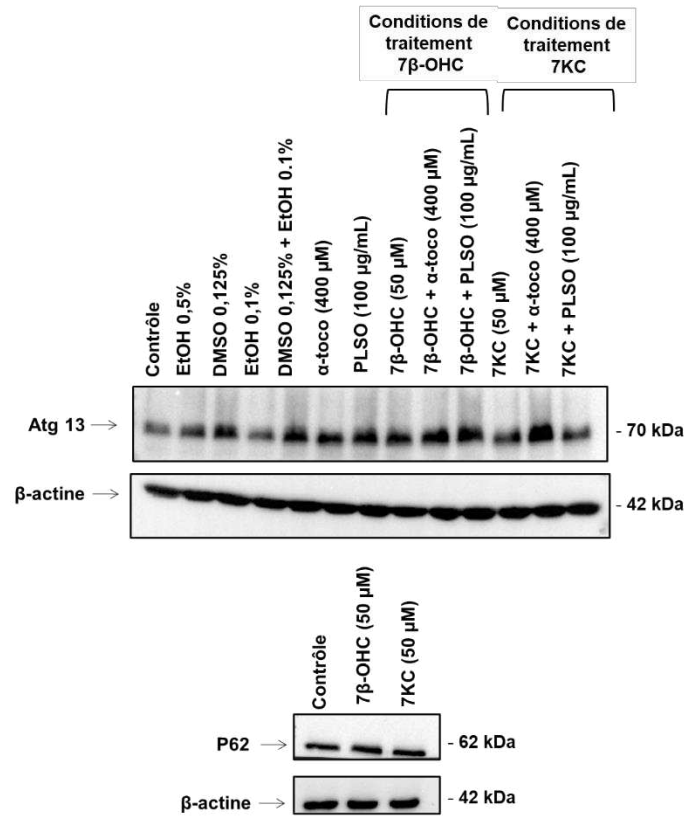 Conditions de
traitement
7β-OHC
Conditions de
traitement
7KC
Contrôle
EtOH 0,5%
DMSO 0,125%
EtOH 0,1%
DMSO 0,125% + EtOH 0.1%
α-toco (400 µM)
PLSO (100 µg/mL)
7β-OHC (50 µM)
7β-OHC + α-toco (400 µM)
7β-OHC + PLSO (100 µg/mL)
7KC (50 µM)
7KC + α-toco (400 µM)
7KC + PLSO (100 µg/mL)
Atg 13 → - 70 kDa
β-actine → - 42 kDa
Contrôle
7β-OHC (50 µM)
7KC (50 µM)
P62 → - 62 kDa
β-actine → - 42 kDa